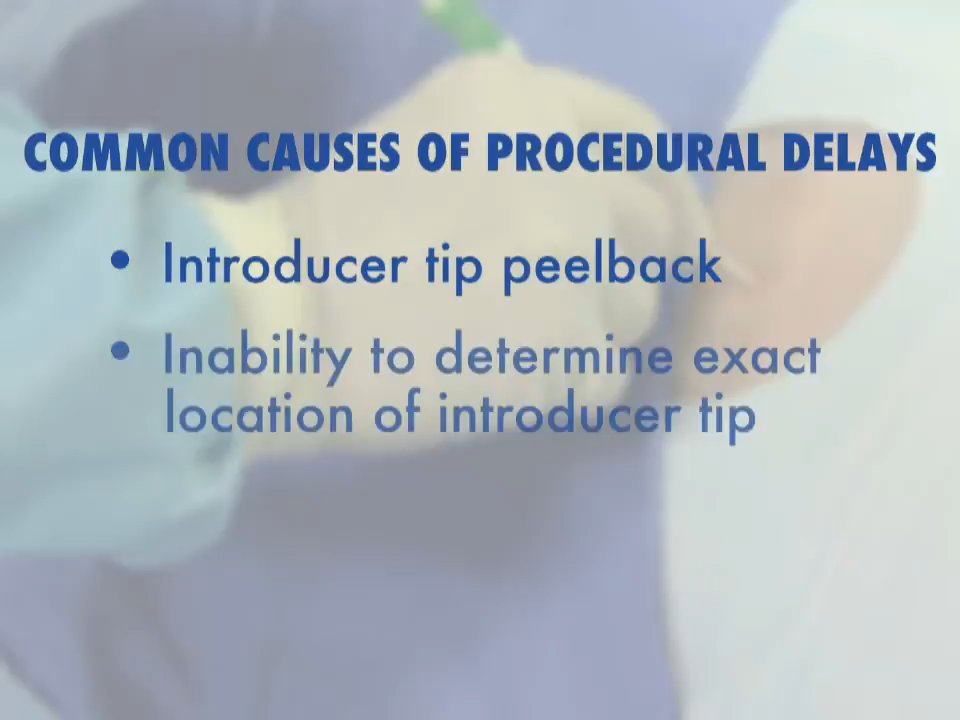 COMMON CAUSES OF PROCEDURAL DELAYS
• Introducer tip peelback
• Inability to determine exact
location of introducer tip